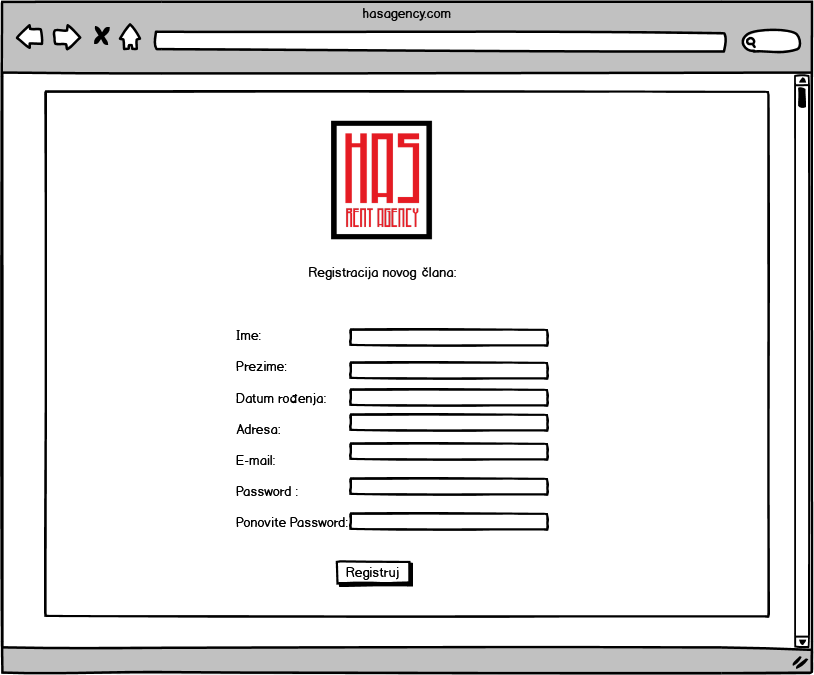 hasagency.com
HAS
RENT AGENCY
Registracija novog člana:
Ime:
Prezime:
Datum rođenja:
Adresa:
E-mail:
Password :
Ponovite Password:
Registruj